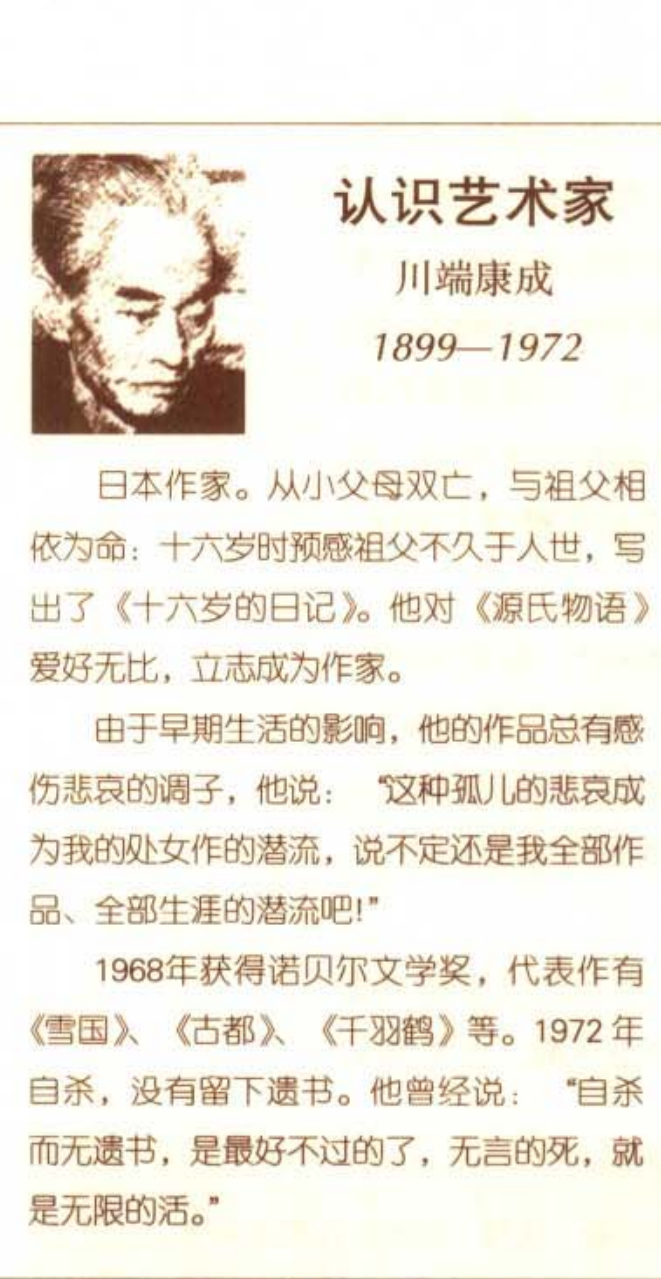 认识艺术家
川端康成
1899—1972
日本作家。从小父母双亡，与祖父相
依为命：十六岁时预感祖父不久于人世，写
出了《十六岁的日记》。他对《源氏物语》
爱好无比，立志成为作家。
由于早期生活的影响，他的作品总有感
伤悲哀的调子，他说：“这种孤儿的悲哀成
为我的处女作的潜流，说不定还是我全部作
品、全部生涯的潜流吧！”
1968年获得诺贝尔文学奖，代表作有
《雪国》、《古都》、《千羽鹤》等。1972年
自杀，没有留下遗书。他曾经说：“自杀
而无遗书，是最好不过的了，无言的死，就
是无限的活。”